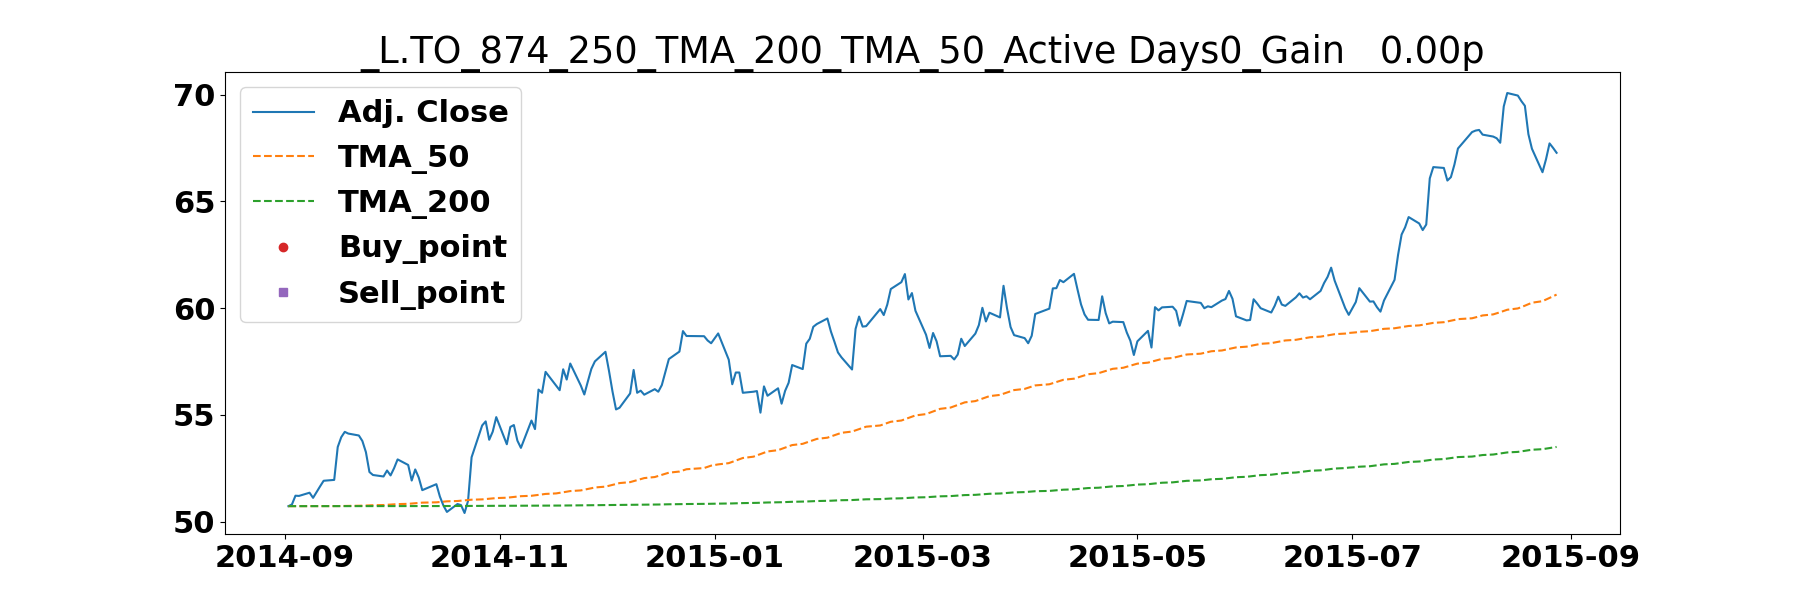 _L.TO_874_250_TMA_200_TMA_50_Active Days0_Gain   0.00p
70
65
60
55
50
Adj. Close
TMA_50
TMA_200
Buy_point
Sell_point
2014-09 2014-11 2015-01 2015-03 2015-05 2015-07 2015-09